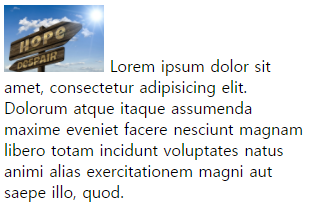 HOPE
DESPAIR
Lorem ipsum dolor sit
amet, consectetur adipisicing elit.
Dolorum atque itaque assumenda
maxime eveniet facere nesciunt magnam
libero totam incidunt voluptates natus
animi alias exercitationem magni aut
saepe illo, quod.